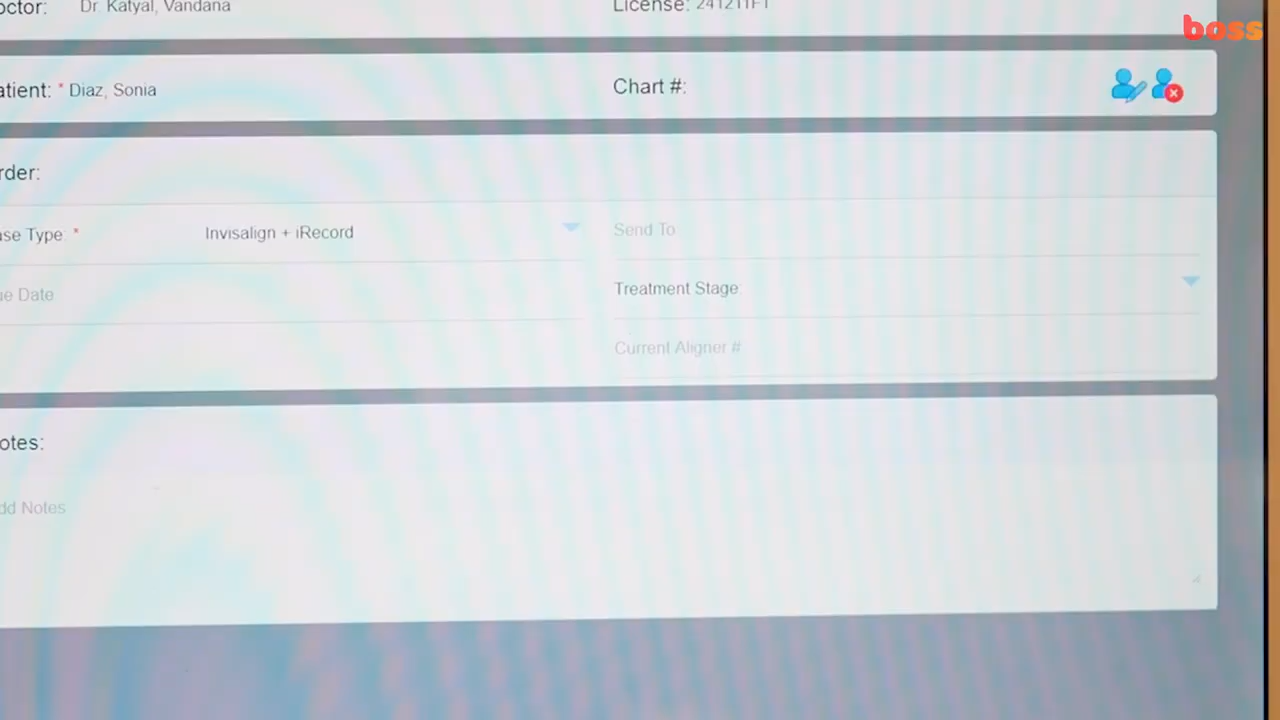 octor: Dr. Katyal, Vandana License: 241211F1
boss
atient: * Diaz, Sonia Chart #:
rder:
ase Type: * Invisalign + iRecord Send To
ue Date Treatment Stage
Current Aligner #
otes:
dd Notes